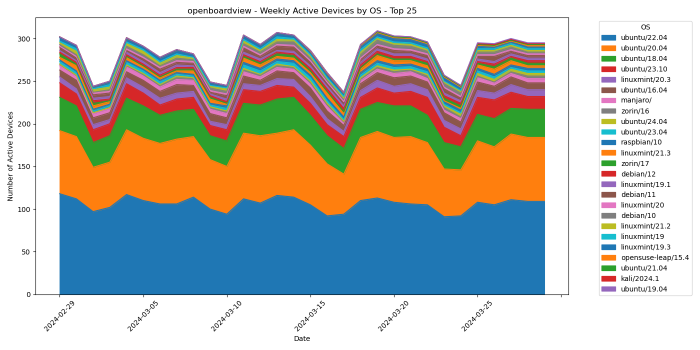 openboardview - Weekly Active Devices by OS - Top 25
Number of Active Devices
300
250
200
150
100
50
0
2024-02-29
2024-03-05
2024-03-10
2024-03-15
2024-03-20
2024-03-25
Date
OS
ubuntu/22.04
ubuntu/20.04
ubuntu/18.04
ubuntu/23.10
linuxmint/20.3
ubuntu/16.04
manjaro/
zorin/16
ubuntu/24.04
ubuntu/23.04
raspbian/10
linuxmint/21.3
zorin/17
debian/12
linuxmint/19.1
debian/11
linuxmint/20
debian/10
linuxmint/21.2
linuxmint/19
linuxmint/19.3
opensuse-leap/15.4
ubuntu/21.04
kali/2024.1
ubuntu/19.04